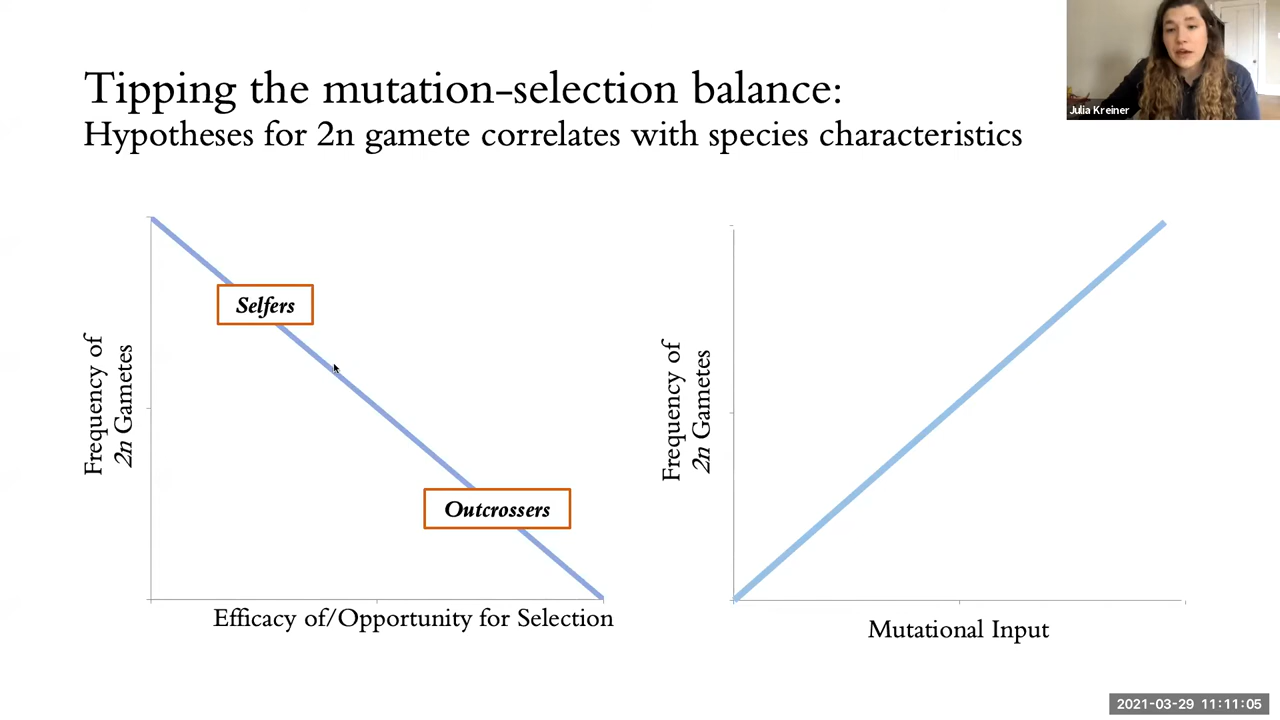 Julia Kreiner
Tipping the mutation-selection balance:
Hypotheses for 2n gamete correlates with species characteristics
Frequency of
2n Gametes
Selfers
Outcrossers
Efficacy of/Opportunity for Selection
Frequency of
2n Gametes
Mutational Input
2021-03-29 11:11:05